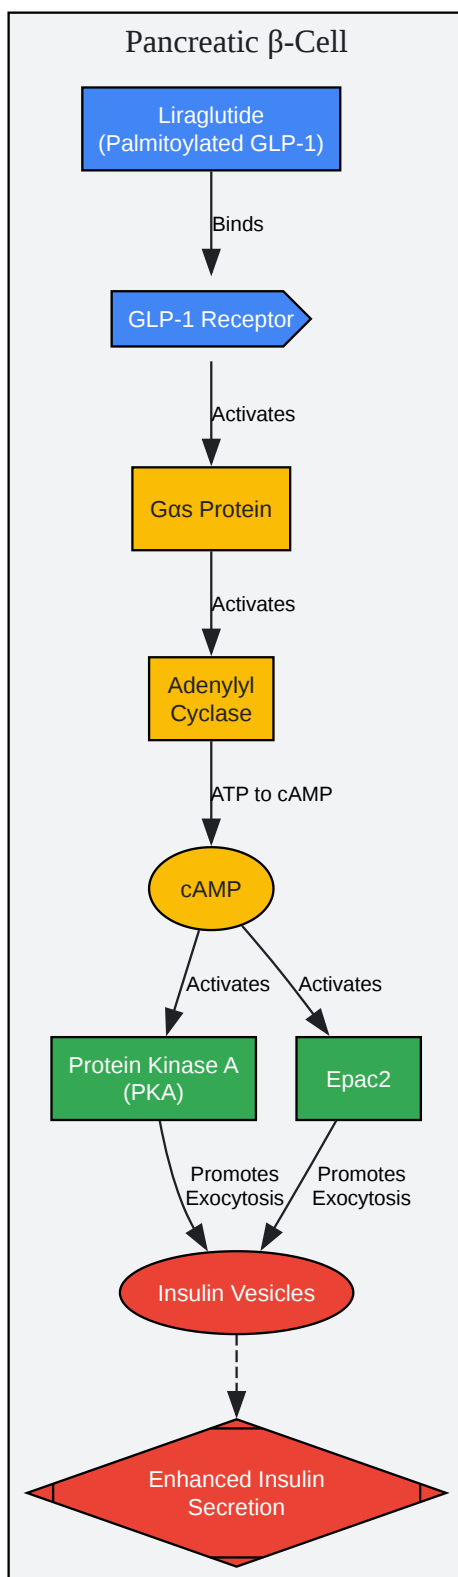 Pancreatic β-Cell
Liraglutide
(Palmitoylated GLP-1)
Binds
GLP-1 Receptor
Activates
Gαs Protein
Activates
Adenylyl
Cyclase
ATP to cAMP
cAMP
Activates
Activates
Protein Kinase A
(PKA)
Epac2
Promotes
Exocytosis
Promotes
Exocytosis
Insulin Vesicles
Enhanced Insulin
Secretion